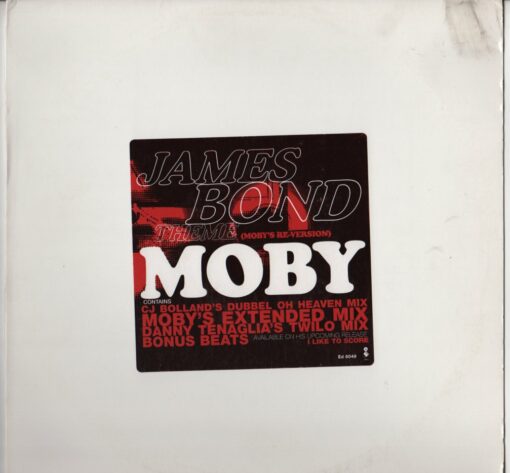 JAMES
BOND
THEME (MOBY'S RE-VERSION)
MOBY
CONTAINS
CJ BOLLAND'S DUBBEL OH HEAVEN MIX
MOBY'S EXTENDED MIX
DANNY TENAGLIA'S TWILO MIX
BONUS BEATS AVAILABLE ON HIS UPCOMING RELEASE
I LIKE TO SCORE